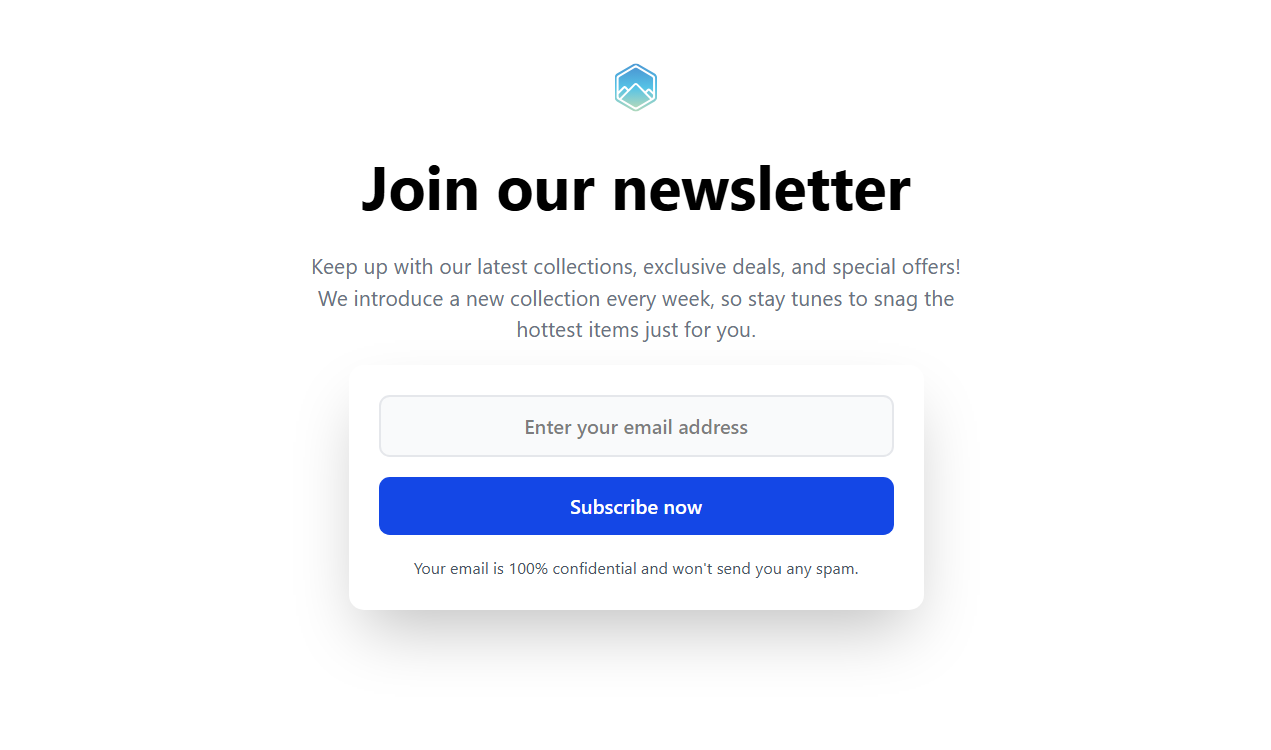 Join our newsletter
Keep up with our latest collections, exclusive deals, and special offers!
We introduce a new collection every week, so stay tunes to snag the
hottest items just for you.
Enter your email address
Subscribe now
Your email is 100% confidential and won't send you any spam.